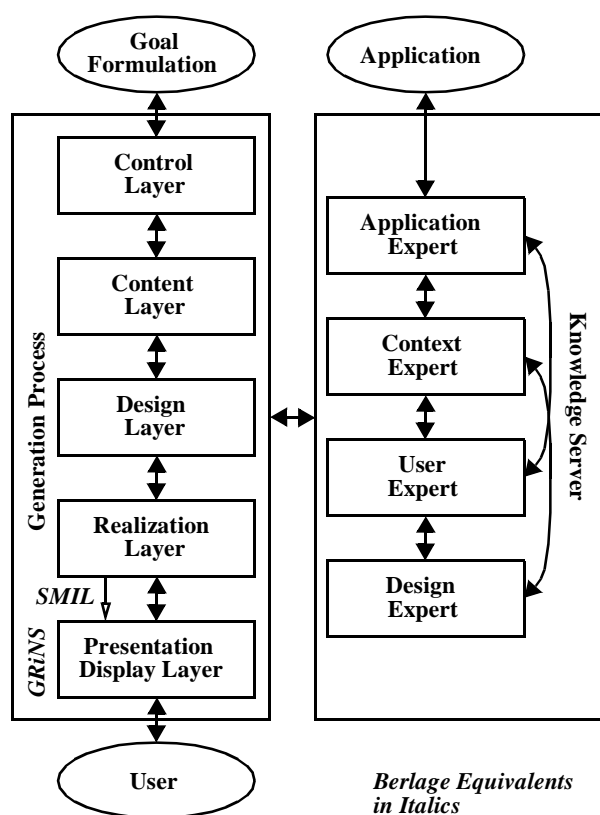 Goal
Formulation
Control
Layer
Content
Layer
Design
Layer
Realization
Layer
SMIL
Presentation
Display Layer
User
Generation Process
GRiNS
Application
Application
Expert
Context
Expert
User
Expert
Design
Expert
Knowledge Server
Berlage Equivalents
in Italics